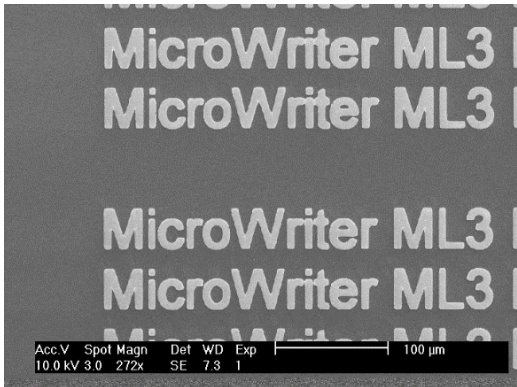 MicroWriter ML3
MicroWriter ML3
MicroWriter ML3
MicroWriter ML3
Acc.V Spot Magn Det WD Exp 100 µm
10.0 kV 3.0 272x SE 7.3 1